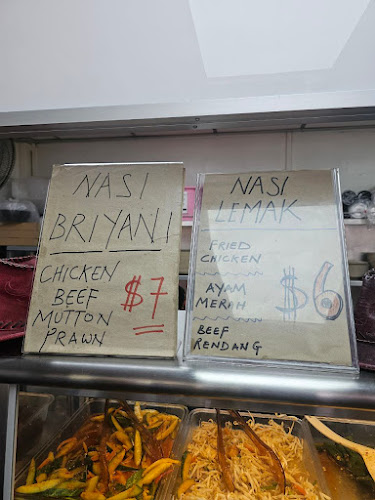 NASI
BRIYANI
CHICKEN
BEEF
MUTTON
PRAWN
$7
NASI
LEMAK
FRIED
CHICKEN
AYAM
MERAH
BEEF
RENDANG
$6